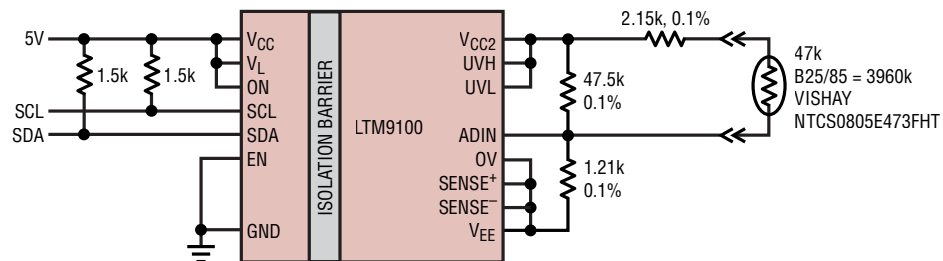 2.15k, 0.1%
5V
VCC
VL
ON
SCL
SDA
EN
GND
1.5k
1.5k
SCL
SDA
ISOLATION BARRIER
LTM9100
VCC2
UVH
UVL
ADIN
OV
SENSE+
SENSE–
VEE
47.5k
0.1%
1.21k
0.1%
47k
B25/85 = 3960k
VISHAY
NTCS0805E473FHT